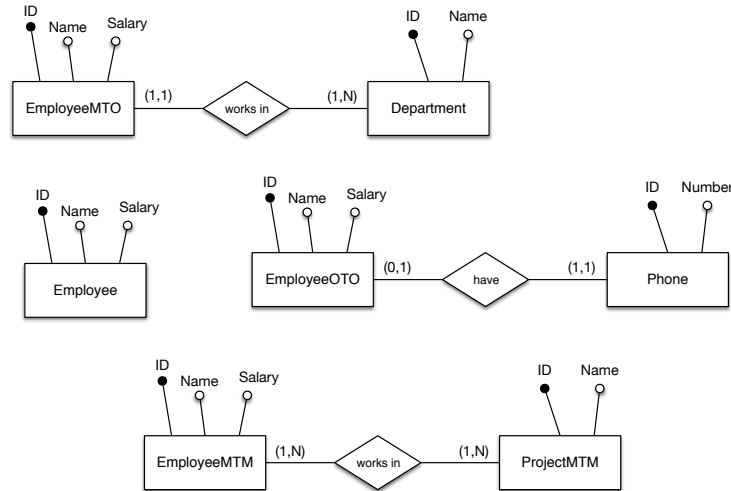 ID
Name
Salary
ID
Name
EmployeeMTO
(1,1)
works in
(1,N)
Department
ID
Name
Salary
ID
Name
Salary
ID
Number
Employee
EmployeeOTO
(0,1)
have
(1,1)
Phone
ID
Name
Salary
ID
Name
EmployeeMTM
(1,N)
works in
(1,N)
ProjectMTM